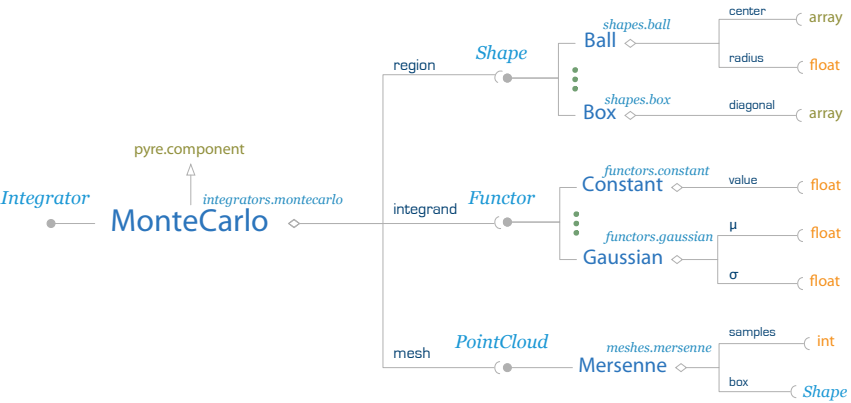 Integrator
pyre.component
integrators.montecarlo
MonteCarlo
region
Shape
shapes.ball
Ball
center
array
radius
float
shapes.box
Box
diagonal
array
integrand
Functor
functors.constant
Constant
value
float
functors.gaussian
Gaussian
μ
float
σ
float
mesh
PointCloud
meshes.mersenne
Mersenne
samples
int
box
Shape